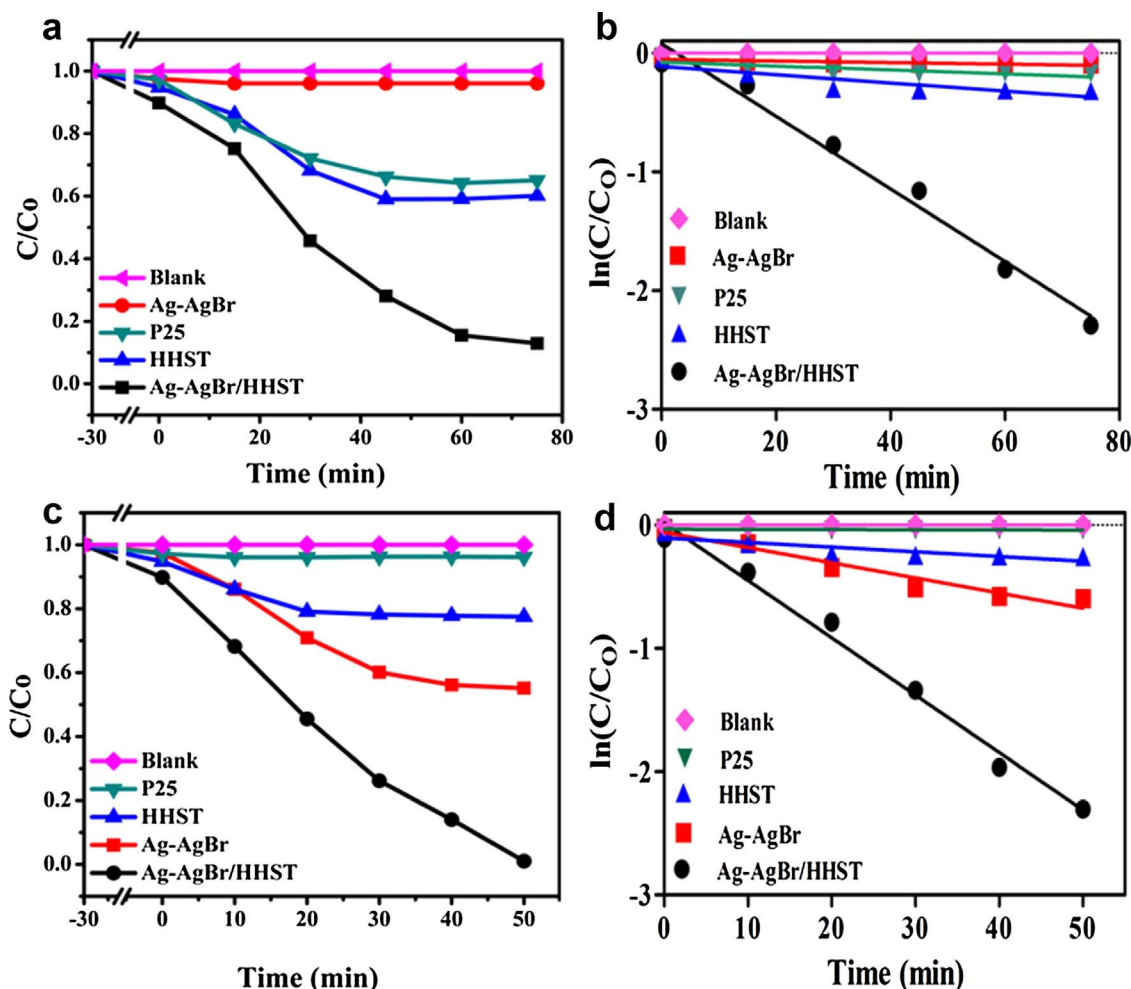 a
C/Co
1.0
0.8
0.6
0.4
0.2
0.0
Blank
Ag-AgBr
P25
HHST
Ag-AgBr/HHST
-30 0 20 40 60 80
Time (min)
b
ln(C/CO)
0
-1
-2
-3
Blank
Ag-AgBr
P25
HHST
Ag-AgBr/HHST
0 20 40 60 80
Time (min)
c
C/Co
1.0
0.8
0.6
0.4
0.2
0.0
Blank
P25
HHST
Ag-AgBr
Ag-AgBr/HHST
-30 0 10 20 30 40 50
Time (min)
d
ln(C/CO)
0
-1
-2
-3
Blank
P25
HHST
Ag-AgBr
Ag-AgBr/HHST
0 10 20 30 40 50
Time (min)